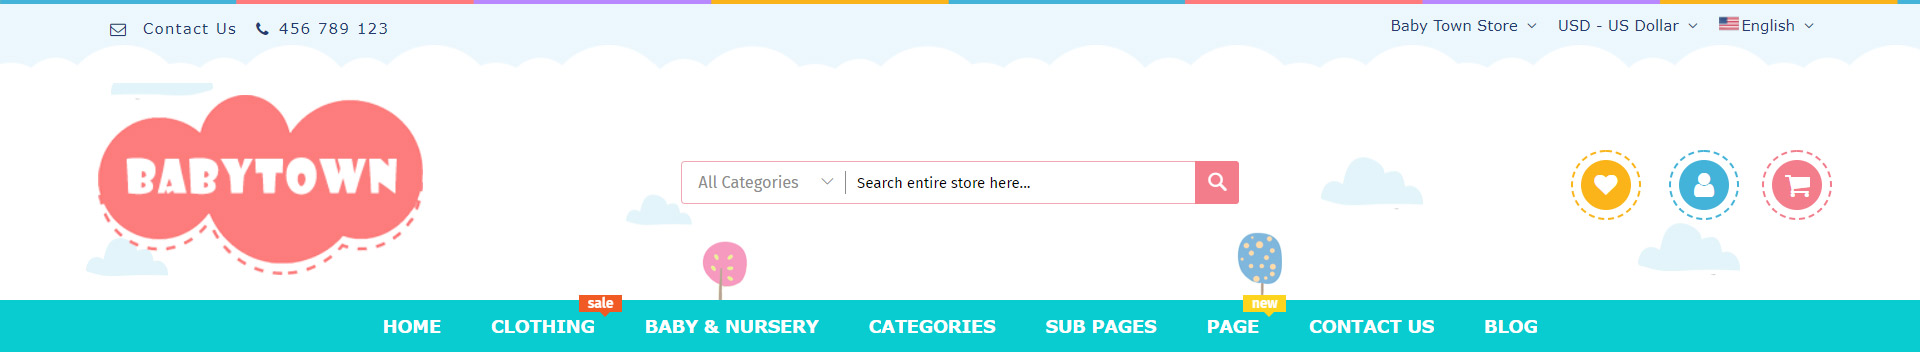 Contact Us 456 789 123
Baby Town Store USD - US Dollar English
BABYTOWN
All Categories Search entire store here...
sale new
HOME CLOTHING BABY & NURSERY CATEGORIES SUB PAGES PAGE CONTACT US BLOG